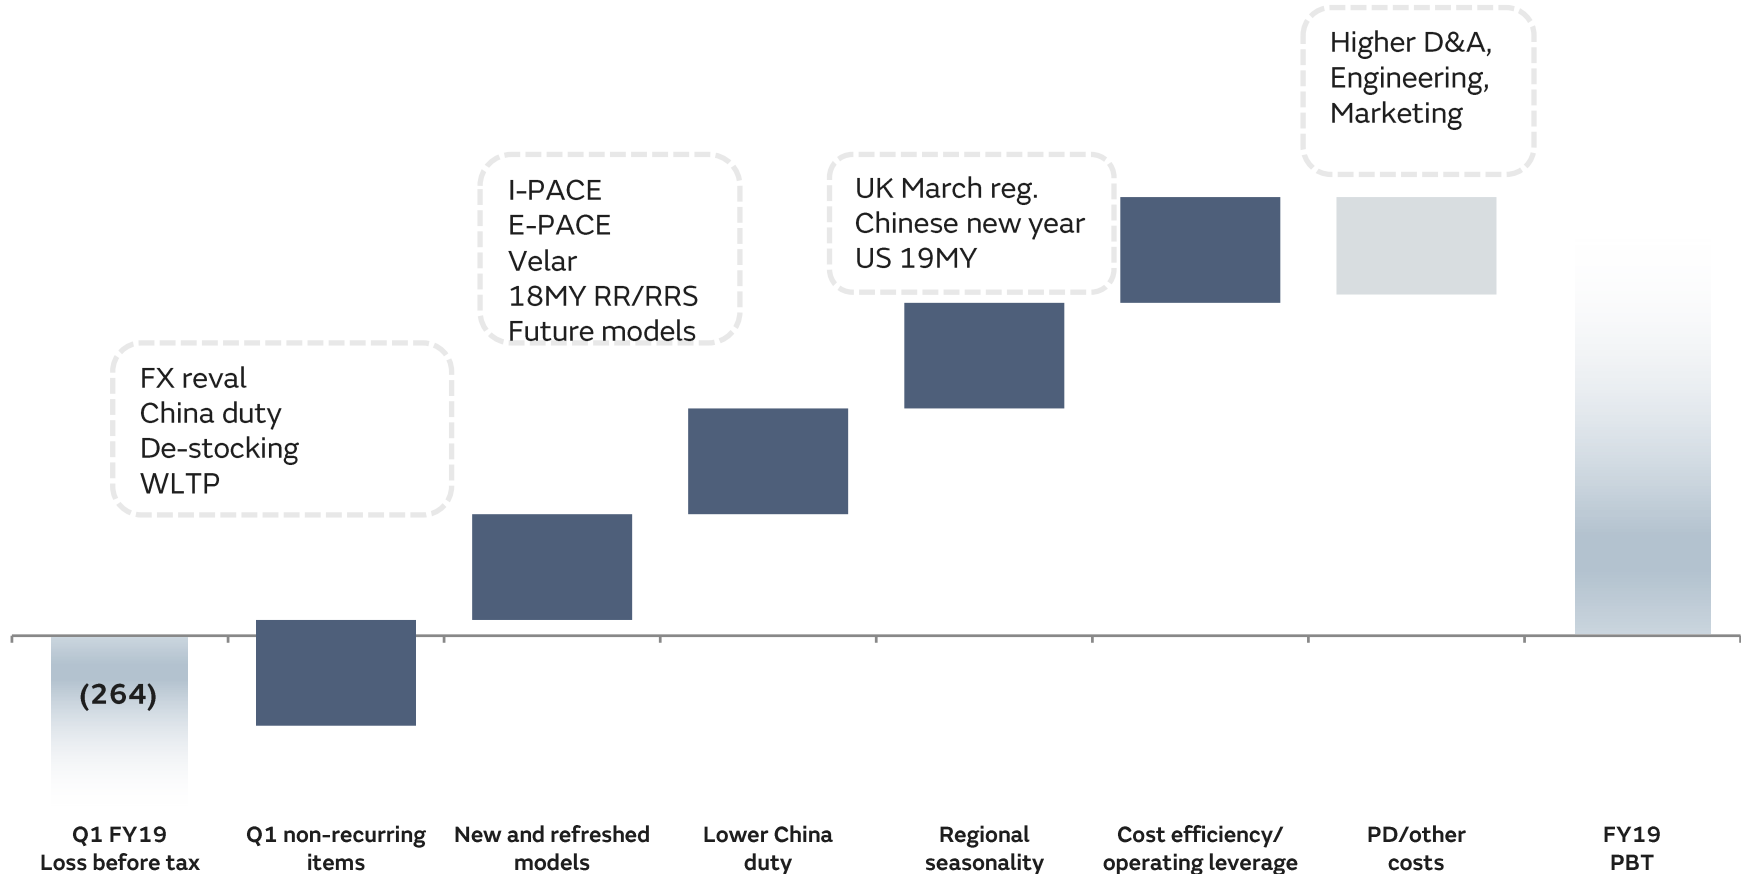 Higher D&A,
Engineering,
Marketing
I-PACE
E-PACE
Velar
18MY RR/RRS
Future models
UK March reg.
Chinese new year
US 19MY
FX reval
China duty
De-stocking
WLTP
(264)
Q1 FY19
Loss before tax
Q1 non-recurring
items
New and refreshed
models
Lower China
duty
Regional
seasonality
Cost efficiency/
operating leverage
PD/other
costs
FY19
PBT